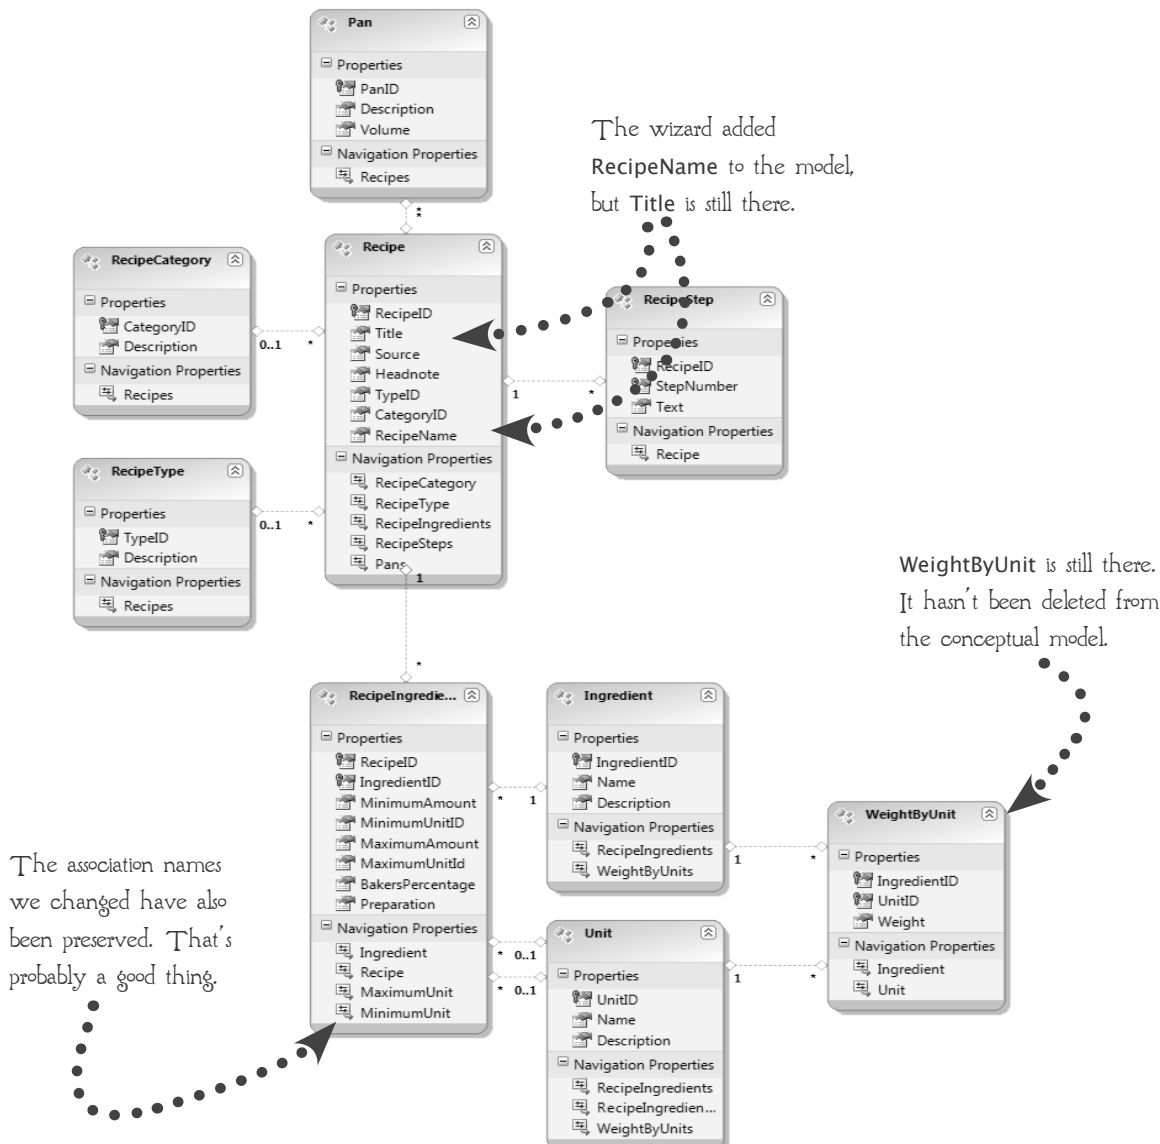 Pan
Properties
PanID
Description
Volume
Navigation Properties
Recipes
*
*
The wizard added
RecipeName to the model,
but Title is still there.
RecipeCategory
Properties
CategoryID
Description
Navigation Properties
Recipes
0..1 *
Recipe
Properties
RecipeID
Title
Source
Headnote
TypeID
CategoryID
RecipeName
Navigation Properties
RecipeCategory
RecipeType
RecipeIngredients
RecipeSteps
Pans
1 *
RecipeStep
Properties
RecipeID
StepNumber
Text
Navigation Properties
Recipe
RecipeType
Properties
TypeID
Description
Navigation Properties
Recipes
0..1 *
1
*
WeightByUnit is still there.
It hasn't been deleted from
the conceptual model.
RecipeIngredie...
Properties
RecipeID
IngredientID
MinimumAmount
MinimumUnitID
MaximumAmount
MaximumUnitId
BakersPercentage
Preparation
Navigation Properties
Ingredient
Recipe
MaximumUnit
MinimumUnit
* 1
* 0..1
* 0..1
Ingredient
Properties
IngredientID
Name
Description
Navigation Properties
RecipeIngredients
WeightByUnits
1 *
WeightByUnit
Properties
IngredientID
UnitID
Weight
Navigation Properties
Ingredient
Unit
The association names
we changed have also
been preserved. That's
probably a good thing.
Unit
Properties
UnitID
Name
Description
Navigation Properties
RecipeIngredients
RecipeIngredien...
WeightByUnits
1 *